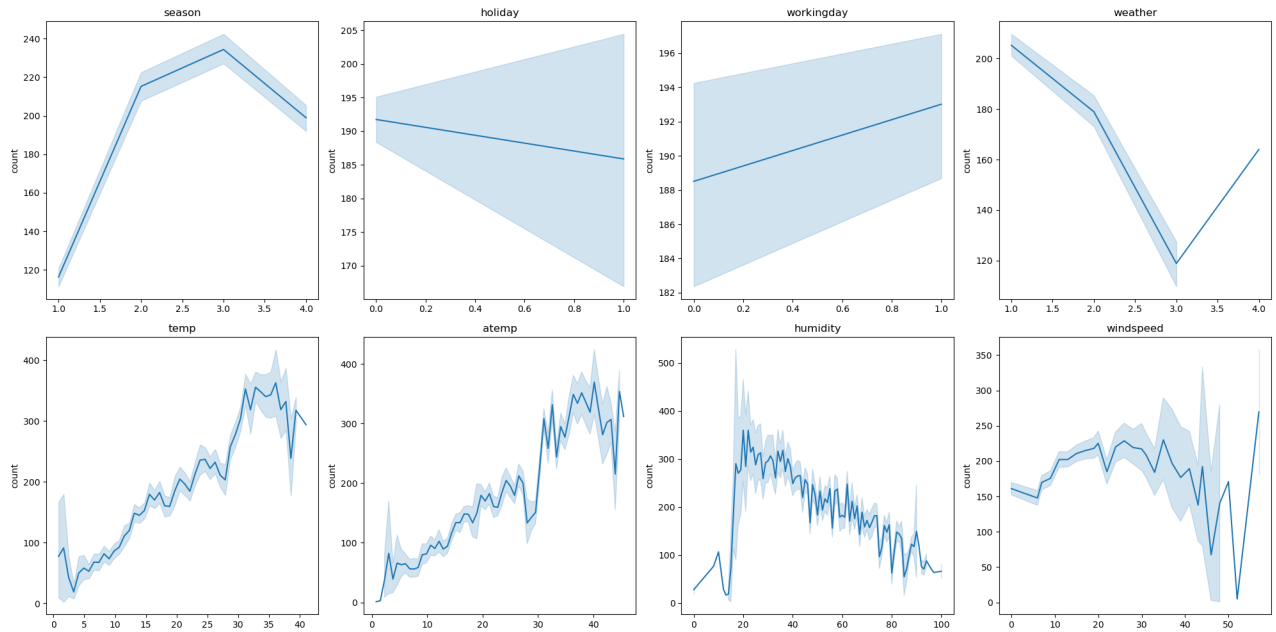 season
count
240
220
200
180
160
140
120
1.0 1.5 2.0 2.5 3.0 3.5 4.0
holiday
count
205
200
195
190
185
180
175
170
0.0 0.2 0.4 0.6 0.8 1.0
workingday
count
196
194
192
190
188
186
184
182
0.0 0.2 0.4 0.6 0.8 1.0
weather
count
200
180
160
140
120
1.0 1.5 2.0 2.5 3.0 3.5 4.0
temp
count
400
300
200
100
0
0 5 10 15 20 25 30 35 40
atemp
count
400
300
200
100
0
0 10 20 30 40
humidity
count
500
400
300
200
100
0
0 20 40 60 80 100
windspeed
count
350
300
250
200
150
100
50
0
0 10 20 30 40 50